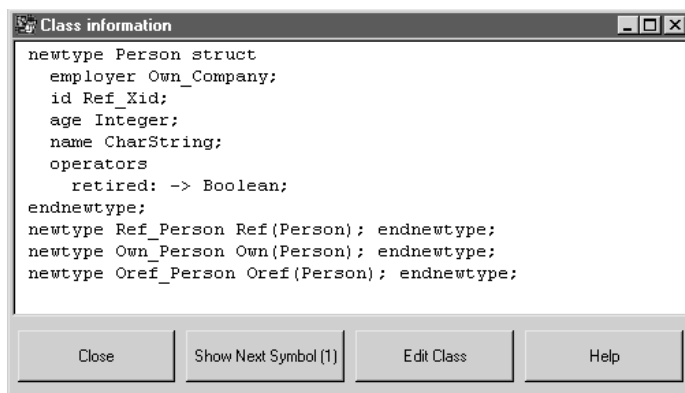 Class information
newtype Person struct
employer Own_Company;
id Ref_Xid;
age Integer;
name CharString;
operators
retired: -> Boolean;
endnewtype;
newtype Ref_Person Ref(Person); endnewtype;
newtype Own_Person Own(Person); endnewtype;
newtype Oref_Person Oref(Person); endnewtype;
Close Show Next Symbol (1) Edit Class Help